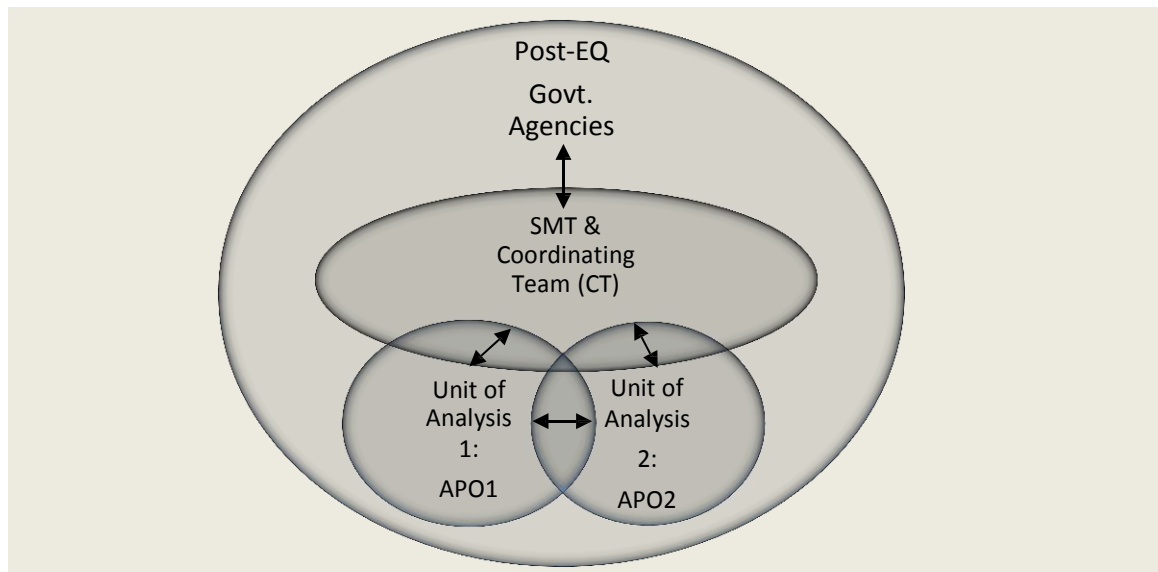 Post-EQ
Govt.
Agencies
SMT &
Coordinating
Team (CT)
Unit of
Analysis
1:
APO1
Unit of
Analysis
2:
APO2